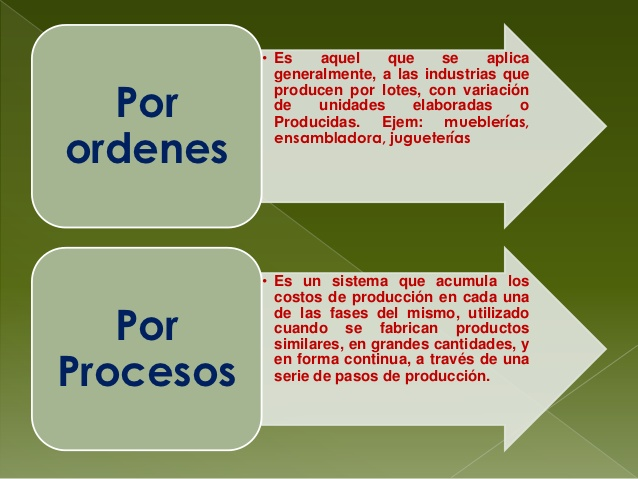 Por
ordenes
• Es aquel que se aplica
generalmente, a las industrias que
producen por lotes, con variación
de unidades elaboradas o
Producidas. Ejem: mueblerías,
ensambladora, jugueterías
Por
Procesos
• Es un sistema que acumula los
costos de producción en cada una
de las fases del mismo, utilizado
cuando se fabrican productos
similares, en grandes cantidades, y
en forma continua, a través de una
serie de pasos de producción.